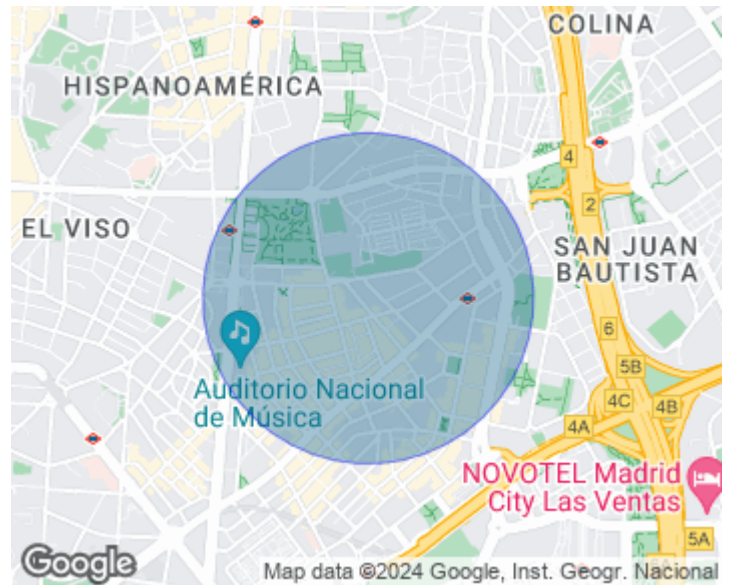 COLINA
HISPANOAMÉRICA
4
2
EL VISO
SAN JUAN
BAUTISTA
6
Auditorio Nacional
de Música
5B
4C
4B
4A
NOVOTEL Madrid
City Las Ventas
5A
Google
Map data ©2024 Google, Inst. Geogr. Nacional